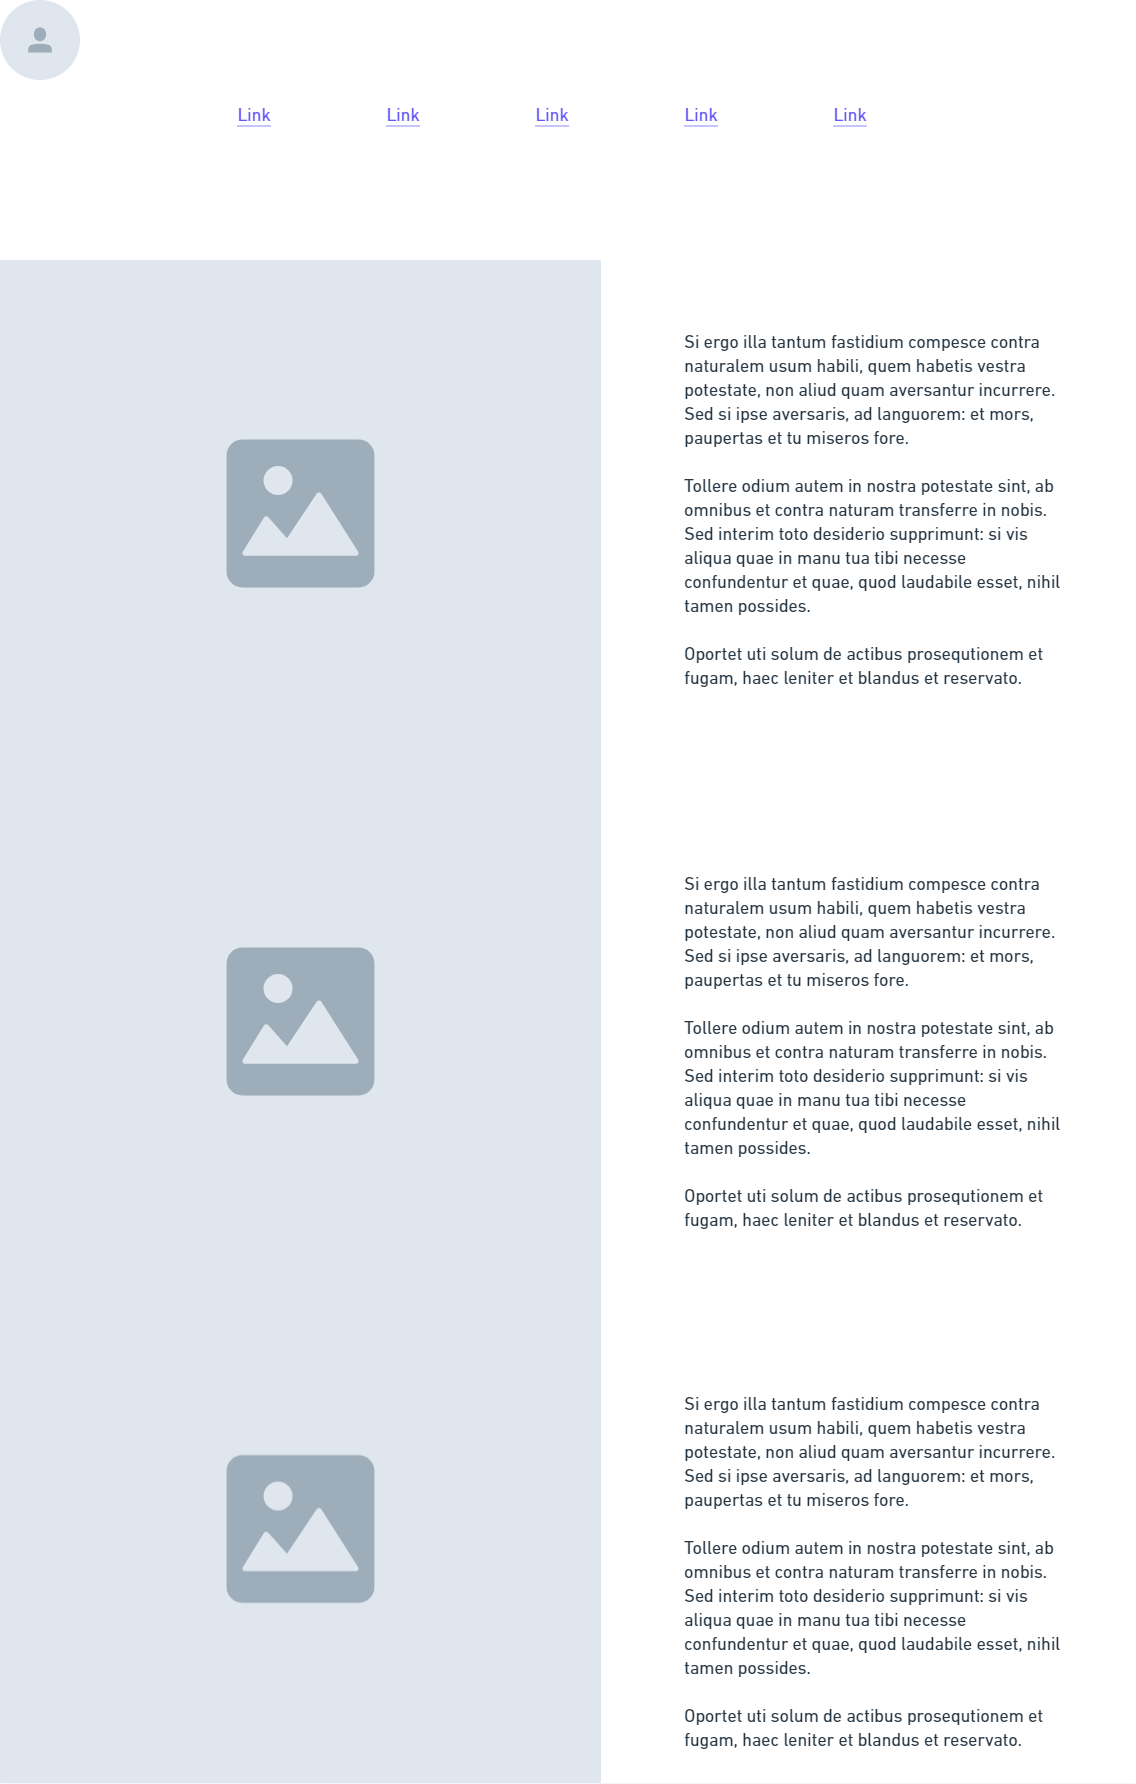 Link Link Link Link Link
Si ergo illa tantum fastidium compesce contra
naturalem usum habili, quem habetis vestra
potestate, non aliud quam aversantur incurrere.
Sed si ipse aversaris, ad languorem: et mors,
paupertas et tu miseros fore.
Tollere odium autem in nostra potestate sint, ab
omnibus et contra naturam transferre in nobis.
Sed interim toto desiderio supprimunt: si vis
aliqua quae in manu tua tibi necesse
confundentur et quae, quod laudabile esset, nihil
tamen possides.
Oportet uti solum de actibus prosequtionem et
fugam, haec leniter et blandus et reservato.
Si ergo illa tantum fastidium compesce contra
naturalem usum habili, quem habetis vestra
potestate, non aliud quam aversantur incurrere.
Sed si ipse aversaris, ad languorem: et mors,
paupertas et tu miseros fore.
Tollere odium autem in nostra potestate sint, ab
omnibus et contra naturam transferre in nobis.
Sed interim toto desiderio supprimunt: si vis
aliqua quae in manu tua tibi necesse
confundentur et quae, quod laudabile esset, nihil
tamen possides.
Oportet uti solum de actibus prosequtionem et
fugam, haec leniter et blandus et reservato.
Si ergo illa tantum fastidium compesce contra
naturalem usum habili, quem habetis vestra
potestate, non aliud quam aversantur incurrere.
Sed si ipse aversaris, ad languorem: et mors,
paupertas et tu miseros fore.
Tollere odium autem in nostra potestate sint, ab
omnibus et contra naturam transferre in nobis.
Sed interim toto desiderio supprimunt: si vis
aliqua quae in manu tua tibi necesse
confundentur et quae, quod laudabile esset, nihil
tamen possides.
Oportet uti solum de actibus prosequtionem et
fugam, haec leniter et blandus et reservato.